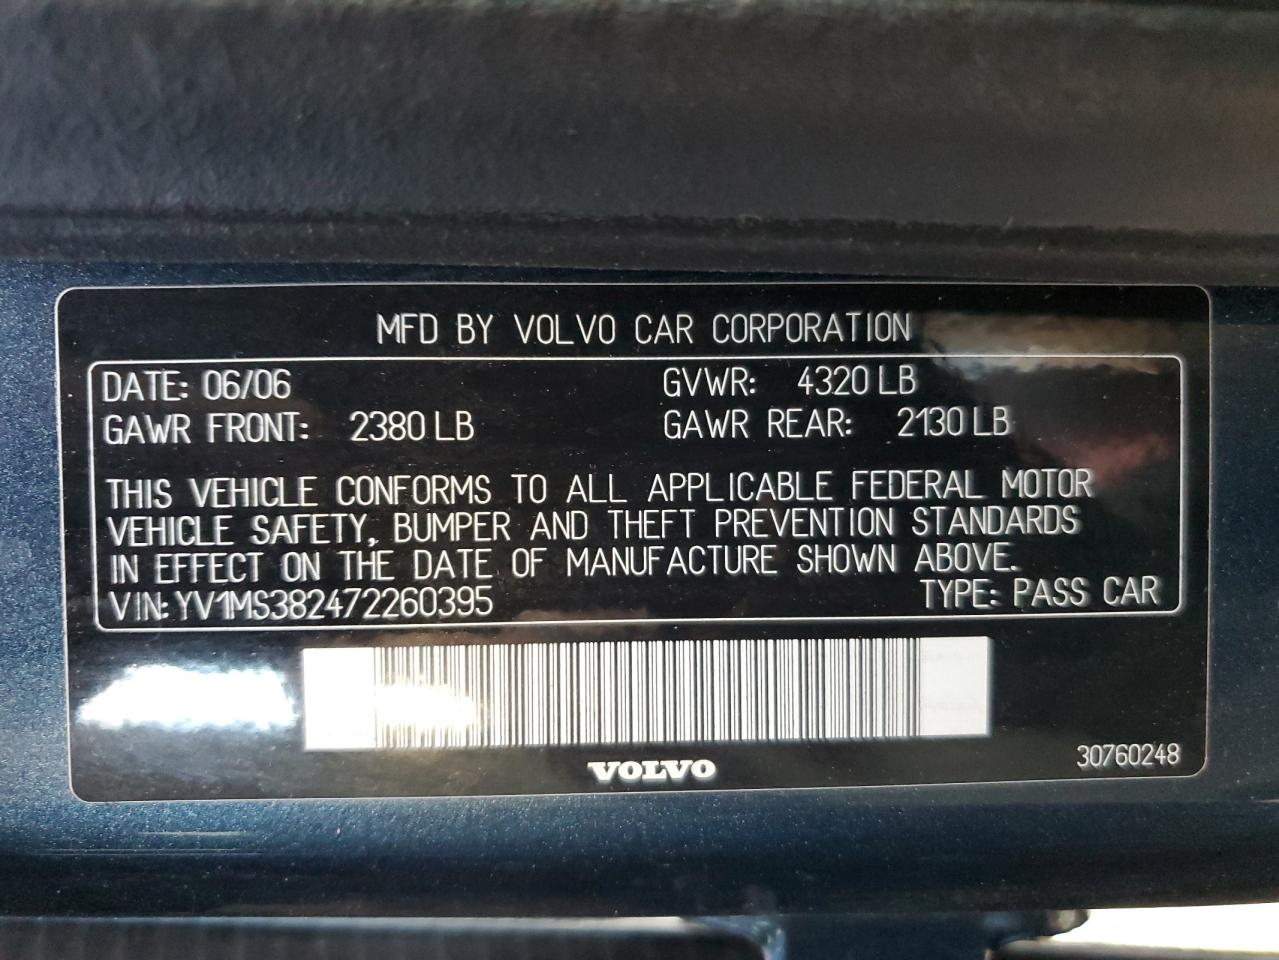 MFD BY VOLVO CAR CORPORATION
DATE: 06/06 GVWR: 4320 LB
GAWR FRONT: 2380 LB GAWR REAR: 2130 LB
THIS VEHICLE CONFORMS TO ALL APPLICABLE FEDERAL MOTOR
VEHICLE SAFETY, BUMPER AND THEFT PREVENTION STANDARDS
IN EFFECT ON THE DATE OF MANUFACTURE SHOWN ABOVE.
VIN: YV1MS382472260395 TYPE: PASS CAR
VOLVO
30760248